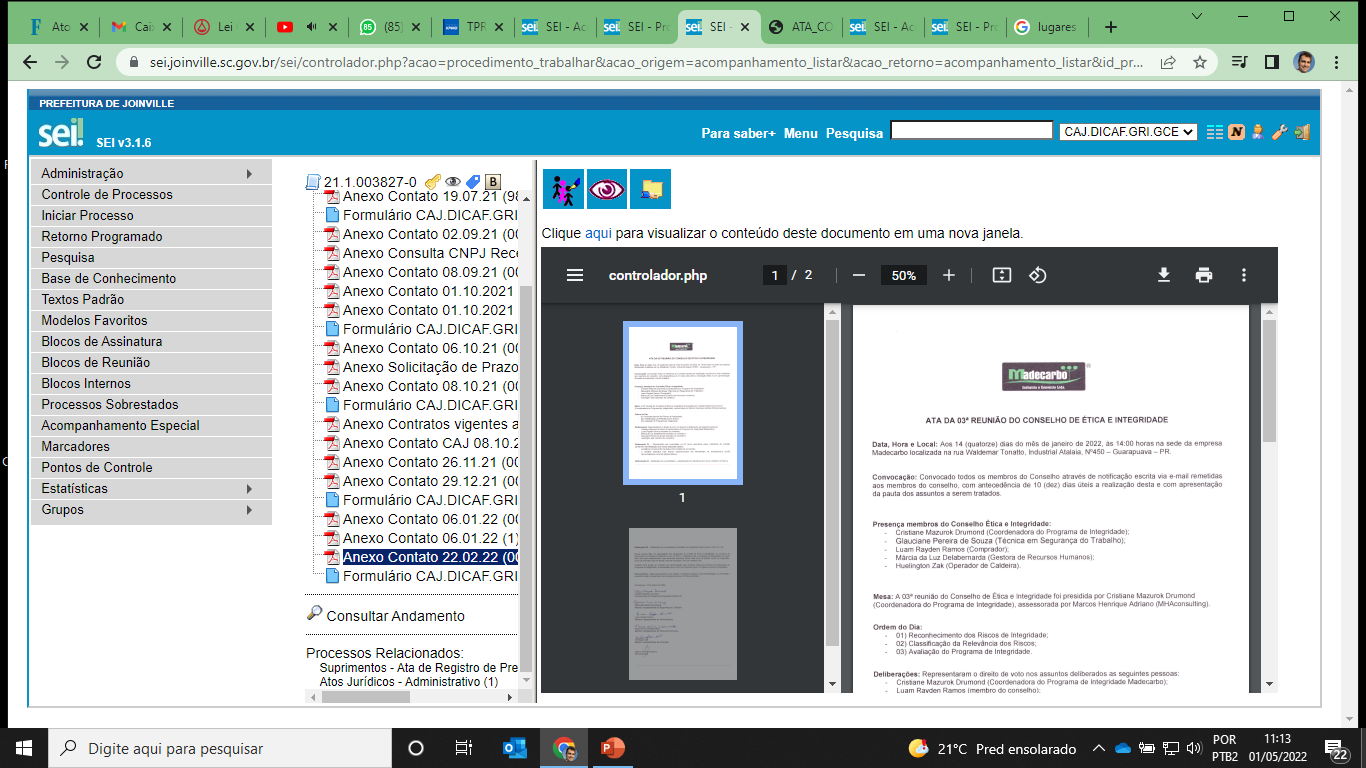 Ato
Caix
Lei
(85)
TPR
SEI - Ac
SEI - Pro
SEI -
ATA_CO
SEI - Ac
SEI - Pro
lugares
sei.joinville.sc.gov.br/sei/controlador.php?acao=procedimento_trabalhar&acao_origem=acompanhamento_listar&acao_retorno=acompanhamento_listar&id_pr...
PREFEITURA DE JOINVILLE
sei! SEI v3.1.6
Para saber+ Menu Pesquisa CAJ.DICAF.GRI.GCE
Administração
Controle de Processos
Iniciar Processo
Retorno Programado
Pesquisa
Base de Conhecimento
Textos Padrão
Modelos Favoritos
Blocos de Assinatura
Blocos de Reunião
Blocos Internos
Processos Sobrestados
Acompanhamento Especial
Marcadores
Pontos de Controle
Estatísticas
Grupos
21.1.003827-0
Anexo Contato 19.07.21 (98
Formulário CAJ.DICAF.GRI
Anexo Contato 02.09.21 (00
Anexo Consulta CNPJ Rece
Anexo Contato 08.09.21 (00
Anexo Contato 01.10.2021
Anexo Contato 01.10.2021
Formulário CAJ.DICAF.GRI
Anexo Contato 06.10.21 (00
Anexo Solicitação de Prazo
Anexo Contato 08.10.21 (00
Formulário CAJ.DICAF.GRI
Anexo Contratos vigentes a
Anexo Contato CAJ 08.10.2
Anexo Contato 26.11.21 (00
Anexo Contato 29.12.21 (00
Formulário CAJ.DICAF.GRI
Anexo Contato 06.01.22 (00
Anexo Contato 06.01.22 (1)
Anexo Contato 22.02.22 (00
Formulário CAJ.DICAF.GRI
Consultar Andamento
Processos Relacionados:
Suprimentos - Ata de Registro de Pre
Atos Jurídicos - Administrativo (1)
Clique aqui para visualizar o conteúdo deste documento em uma nova janela.
controlador.php 1 / 2 50%
1
Madecarbo
Indústria e Comércio Ltda.
ATA DA 03ª REUNIÃO DO CONSELHO DE ÉTICA E INTEGRIDADE
Data, Hora e Local: Aos 14 (quatorze) dias do mês de janeiro de 2022, ás 14:00 horas na sede da empresa
Madecarbo localizada na rua Waldemar Tonatto, Industrial Atalaia, Nº450 – Guarapuava – PR.
Convocação: Convocado todos os membros do Conselho através de notificação escrita via e-mail remetidas
aos membros do conselho, com antecedência de 10 (dez) dias úteis a realização desta e com apresentação
da pauta dos assuntos a serem tratados.
Presença membros do Conselho Ética e Integridade:
- Cristiane Mazurok Drumond (Coordenadora do Programa de Integridade);
- Glauciane Pereira de Souza (Técnica em Segurança do Trabalho);
- Luam Rayden Ramos (Comprador);
- Márcia da Luz Delabernarda (Gestora de Recursos Humanos);
- Huelington Zak (Operador de Caldeira).
Mesa: A 03ª reunião do Conselho de Ética e Integridade foi presidida por Cristiane Mazurok Drumond
(Coordenadora do Programa de Integridade), assessorada por Marcos Henrique Adriano (MHAconsulting).
Ordem do Dia:
- 01) Reconhecimento dos Riscos de Integridade;
- 02) Classificação da Relevância dos Riscos;
- 03) Avaliação do Programa de Integridade.
Deliberações: Representaram o direito de voto nos assuntos deliberados as seguintes pessoas:
- Cristiane Mazurok Drumond (Coordenadora do Programa de Integridade Madecarbo);
- Luam Rayden Ramos (membro do conselho);
Digite aqui para pesquisar
21°C Pred ensolarado
POR
PTB2
11:13
01/05/2022
22